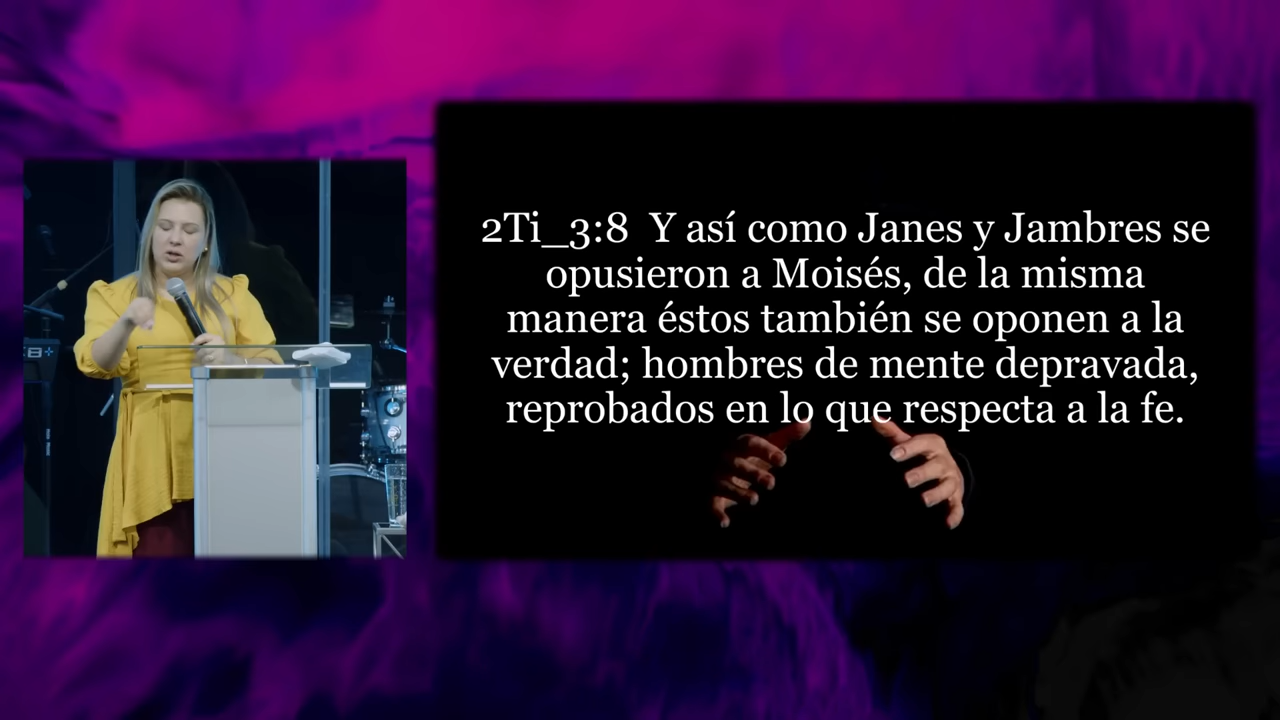 2Ti_3:8  Y así como Janes y Jambres se
opusieron a Moisés, de la misma
manera éstos también se oponen a la
verdad; hombres de mente depravada,
reprobados en lo que respecta a la fe.